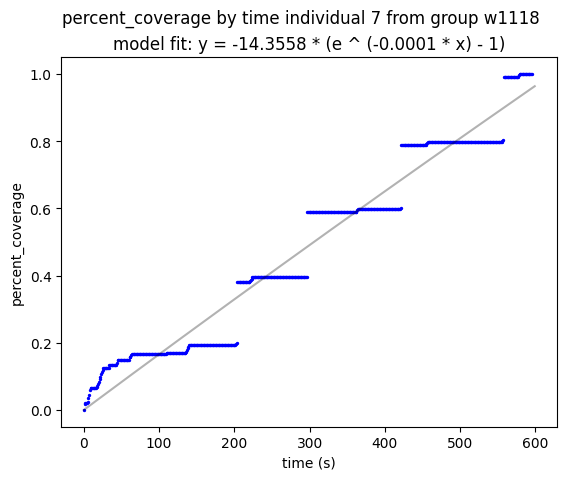 percent_coverage by time individual 7 from group w1118
model fit: y = -14.3558 * (e ^ (-0.0001 * x) - 1)
1.0
0.8
0.6
0.4
0.2
0.0
percent_coverage
0 100 200 300 400 500 600
time (s)